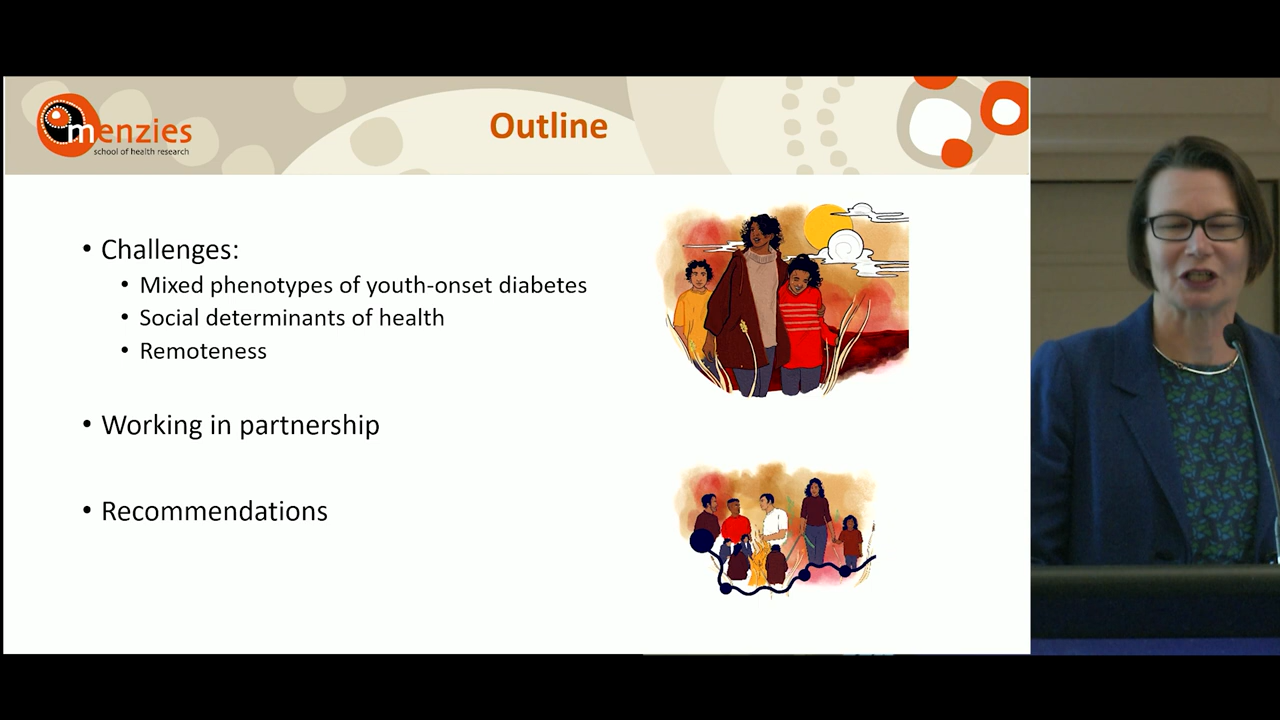 menzies
school of health research
Outline
• Challenges:
• Mixed phenotypes of youth-onset diabetes
• Social determinants of health
• Remoteness
• Working in partnership
• Recommendations